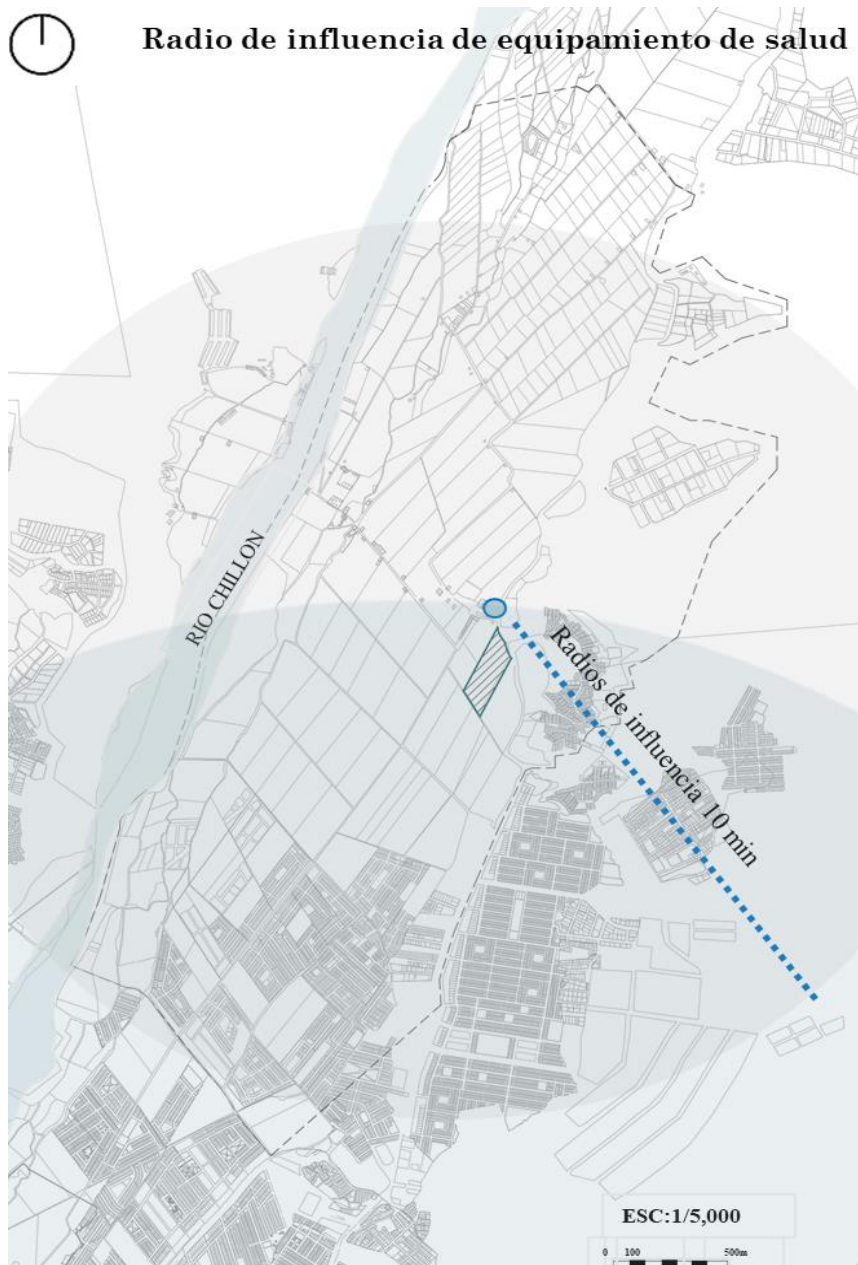 Radio de influencia de equipamiento de salud
RIO CHILLON
Radios de influencia 10 min
ESC:1/5,000
0 100 500m